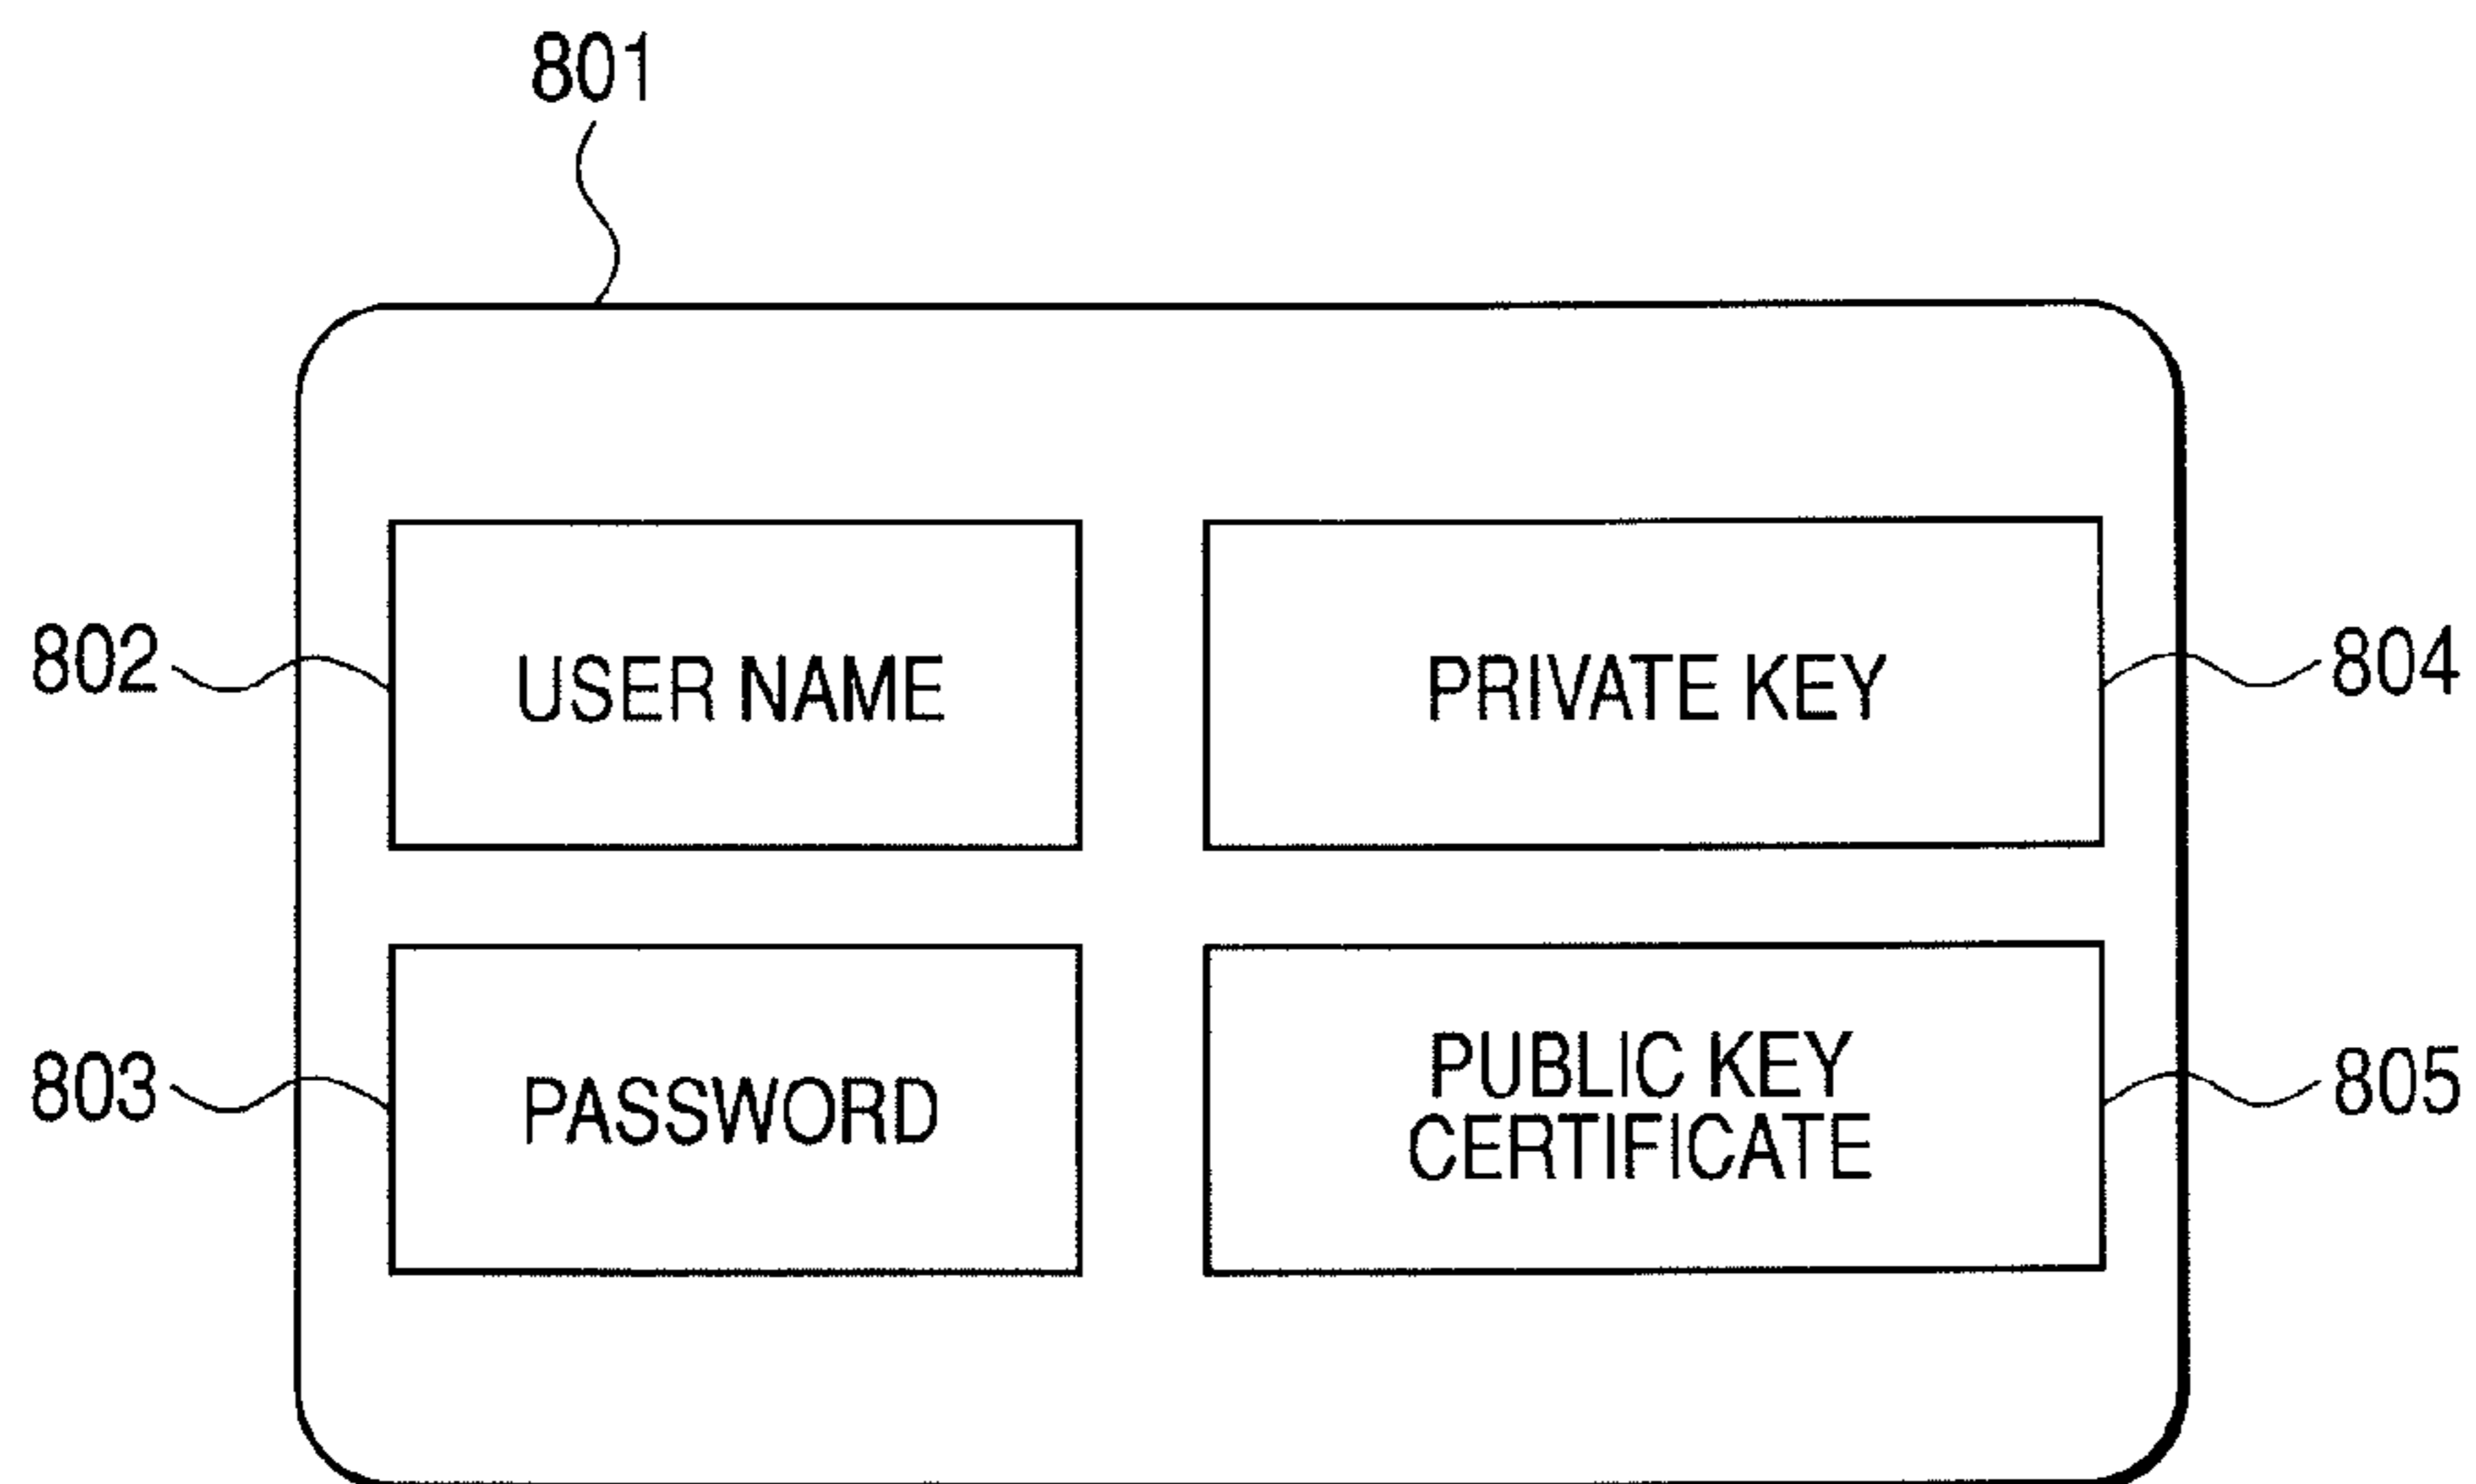 801
802
USER NAME
PRIVATE KEY
804
803
PASSWORD
PUBLIC KEY
CERTIFICATE
805